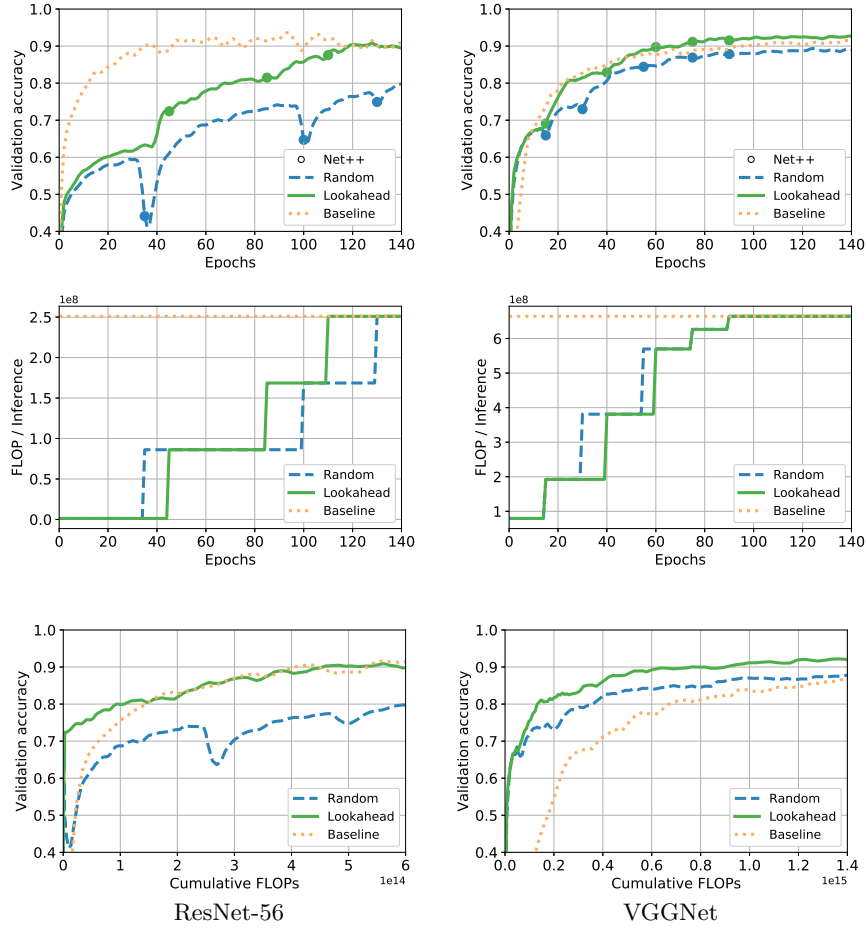 1.0
0.9
0.8
0.7
0.6
0.5
0.4
Validation accuracy
Net++
Random
Lookahead
Baseline
0 20 40 60 80 100 120 140
Epochs
1.0
0.9
0.8
0.7
0.6
0.5
0.4
Validation accuracy
Net++
Random
Lookahead
Baseline
0 20 40 60 80 100 120 140
Epochs
1e8
2.5
2.0
1.5
1.0
0.5
0.0
FLOP / Inference
Random
Lookahead
Baseline
0 20 40 60 80 100 120 140
Epochs
1e8
6
5
4
3
2
1
FLOP / Inference
Random
Lookahead
Baseline
0 20 40 60 80 100 120 140
Epochs
1.0
0.9
0.8
0.7
0.6
0.5
0.4
Validation accuracy
Random
Lookahead
Baseline
0 1 2 3 4 5 6
Cumulative FLOPs
1e14
1.0
0.9
0.8
0.7
0.6
0.5
0.4
Validation accuracy
Random
Lookahead
Baseline
0.0 0.2 0.4 0.6 0.8 1.0 1.2 1.4
Cumulative FLOPs
1e15
ResNet-56
VGGNet